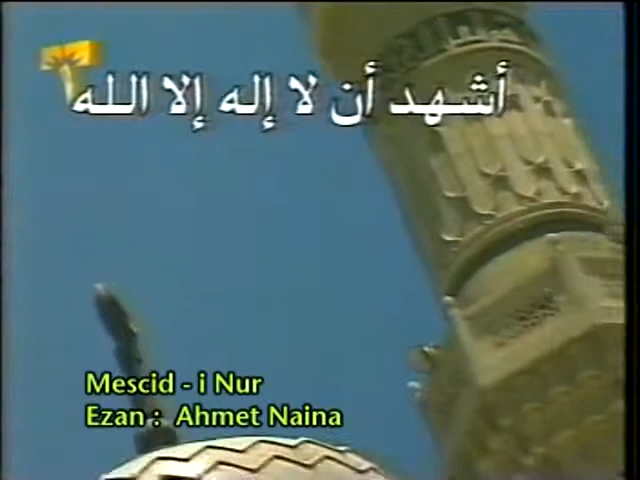 أشهد أن لا إله إلا الله
Mescid - i Nur
Ezan : Ahmet Naina